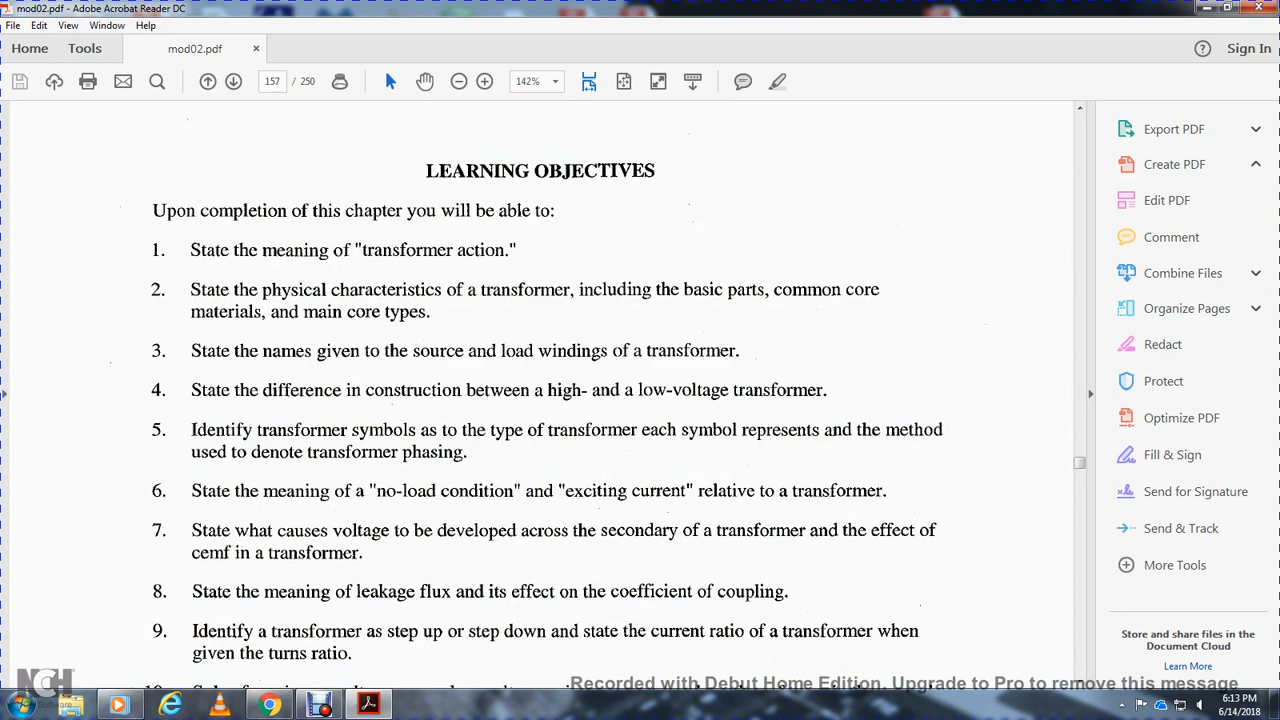 mod02.pdf - Adobe Acrobat Reader DC
File Edit View Window Help
Home Tools mod02.pdf × Sign In
157 / 250 142%
LEARNING OBJECTIVES
Upon completion of this chapter you will be able to:
1. State the meaning of "transformer action."
2. State the physical characteristics of a transformer, including the basic parts, common core
materials, and main core types.
3. State the names given to the source and load windings of a transformer.
4. State the difference in construction between a high- and a low-voltage transformer.
5. Identify transformer symbols as to the type of transformer each symbol represents and the method
used to denote transformer phasing.
6. State the meaning of a "no-load condition" and "exciting current" relative to a transformer.
7. State what causes voltage to be developed across the secondary of a transformer and the effect of
cemf in a transformer.
8. State the meaning of leakage flux and its effect on the coefficient of coupling.
9. Identify a transformer as step up or step down and state the current ratio of a transformer when
given the turns ratio.
Export PDF
Create PDF
Edit PDF
Comment
Combine Files
Organize Pages
Redact
Protect
Optimize PDF
Fill & Sign
Send for Signature
Send & Track
More Tools
Store and share files in the
Document Cloud
Learn More
NCH
Software
Recorded with Debut Home Edition. Upgrade to Pro to remove this message
6:13 PM
6/14/2018